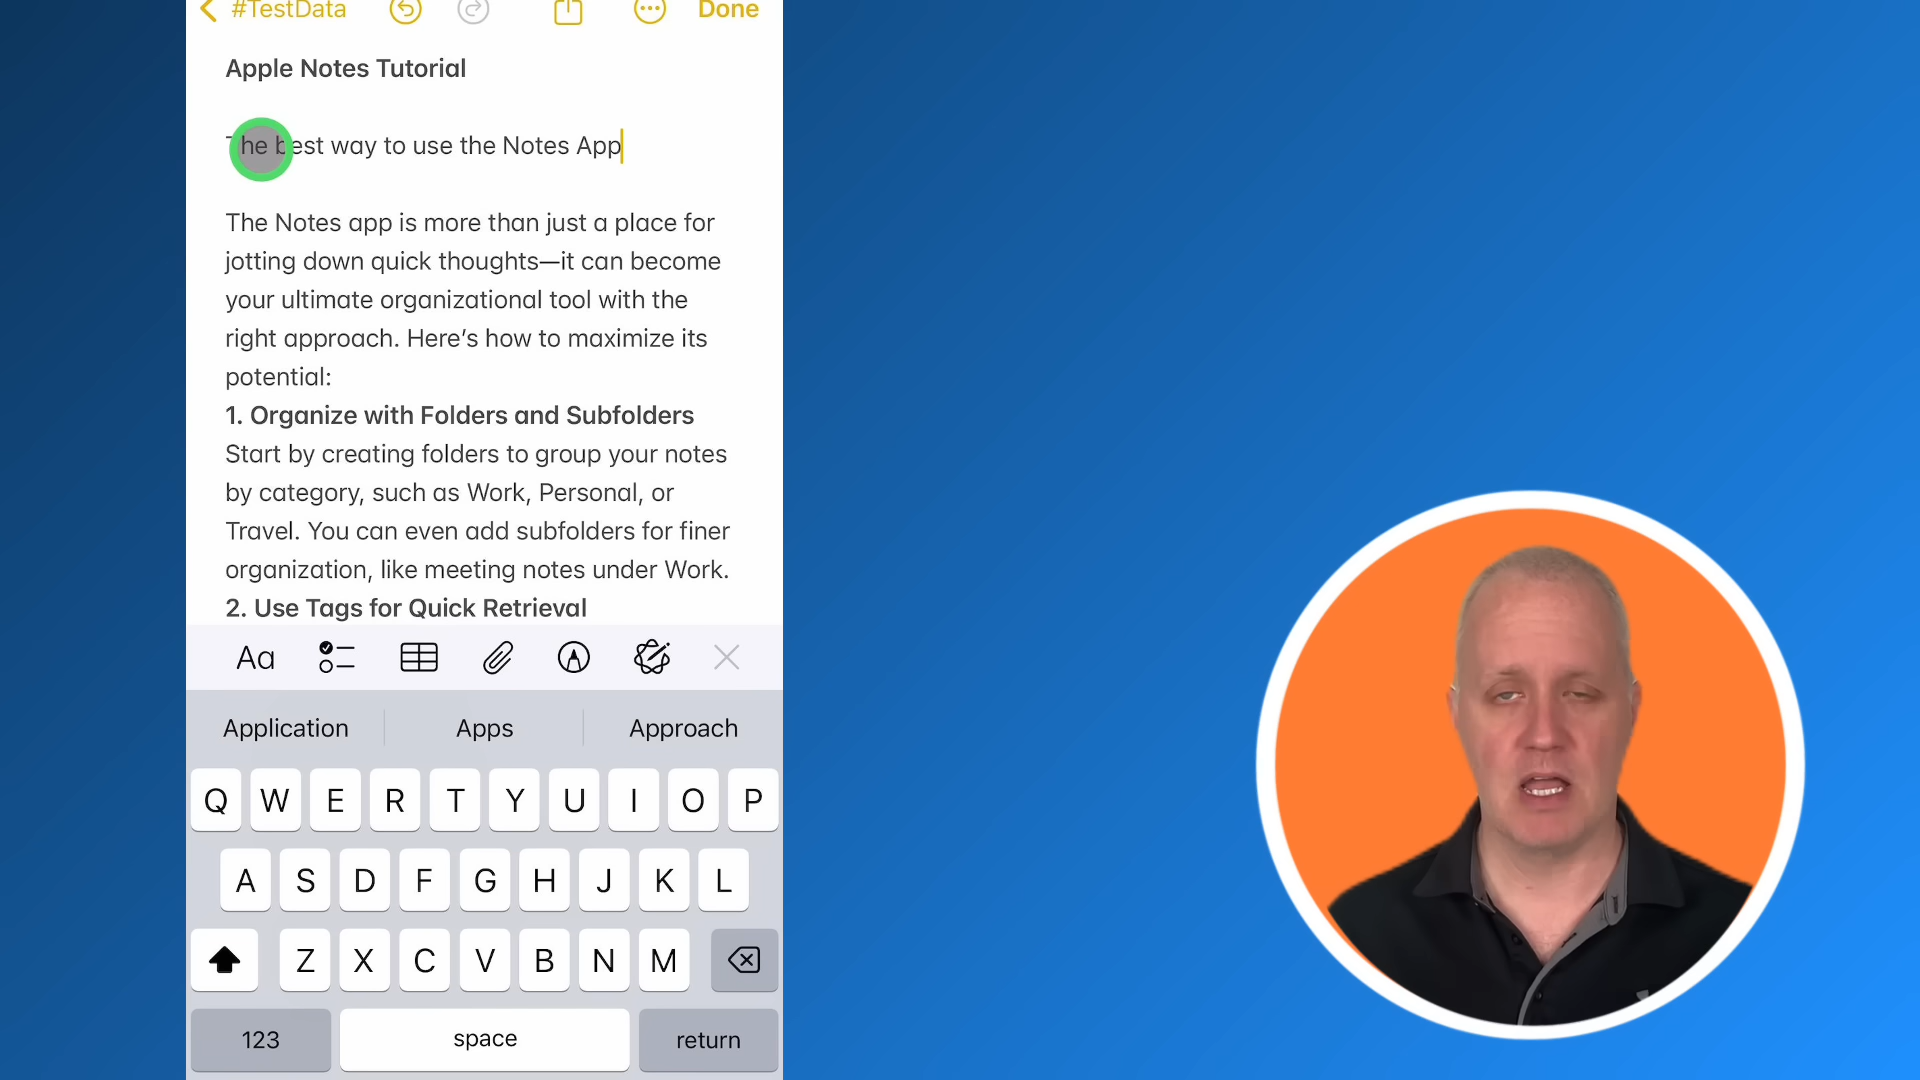 #TestData
Done
Apple Notes Tutorial
The best way to use the Notes App
The Notes app is more than just a place for
jotting down quick thoughts—it can become
your ultimate organizational tool with the
right approach. Here’s how to maximize its
potential:
1. Organize with Folders and Subfolders
Start by creating folders to group your notes
by category, such as Work, Personal, or
Travel. You can even add subfolders for finer
organization, like meeting notes under Work.
2. Use Tags for Quick Retrieval
Aa
Application Apps Approach
Q W E R T Y U I O P
A S D F G H J K L
Z X C V B N M
123 space return